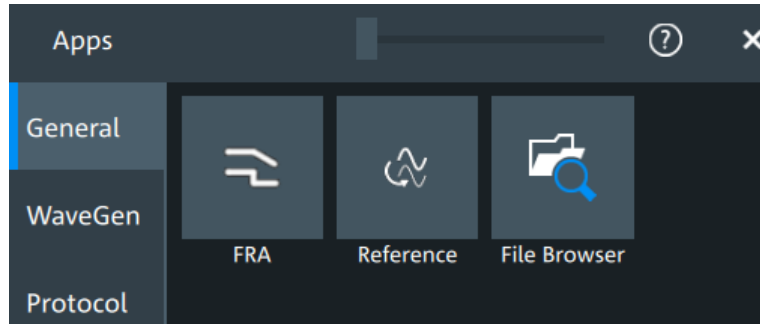 Apps
?
General
WaveGen
Protocol
FRA
Reference
File Browser